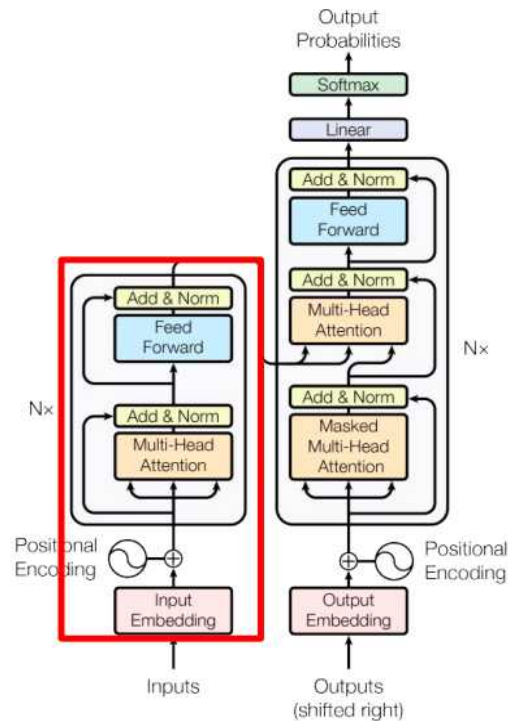 Output
Probabilities
Softmax
Linear
Add & Norm
Feed
Forward
Add & Norm
Multi-Head
Attention
Add & Norm
Masked
Multi-Head
Attention
N×
Positional
Encoding
Output
Embedding
Outputs
(shifted right)
Add & Norm
Feed
Forward
Add & Norm
Multi-Head
Attention
N×
Positional
Encoding
Input
Embedding
Inputs